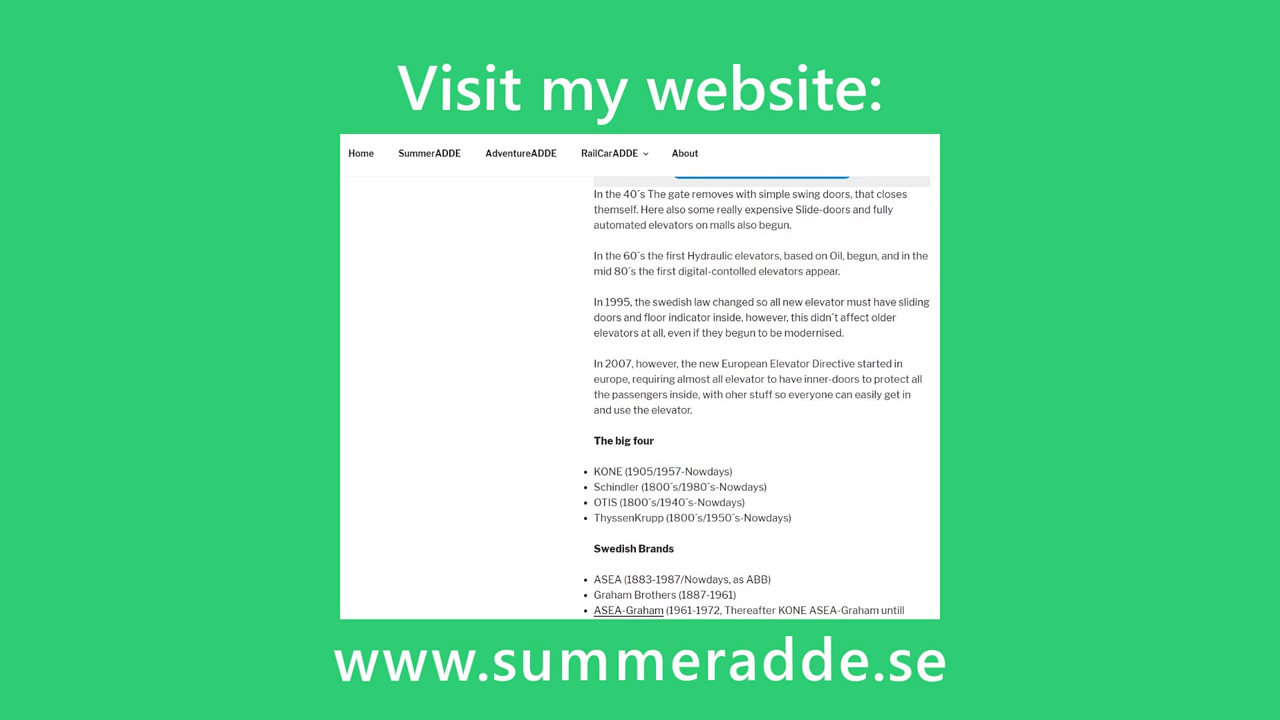 Visit my website:
Home SummerADDE AdventureADDE RailCarADDE About
In the 40´s The gate removes with simple swing doors, that closes
themself. Here also some really expensive Slide-doors and fully
automated elevators on malls also begun.
In the 60´s the first Hydraulic elevators, based on Oil, begun, and in the
mid 80´s the first digital-contolled elevators appear.
In 1995, the swedish law changed so all new elevator must have sliding
doors and floor indicator inside, however, this didn´t affect older
elevators at all, even if they begun to be modernised.
In 2007, however, the new European Elevator Directive started in
europe, requiring almost all elevator to have inner-doors to protect all
the passengers inside, with oher stuff so everyone can easily get in
and use the elevator.
The big four
• KONE (1905/1957-Nowdays)
• Schindler (1800´s/1980´s-Nowdays)
• OTIS (1800´s/1940´s-Nowdays)
• ThyssenKrupp (1800´s/1950´s-Nowdays)
Swedish Brands
• ASEA (1883-1987/Nowdays, as ABB)
• Graham Brothers (1887-1961)
• ASEA-Graham (1961-1972, Thereafter KONE ASEA-Graham untill
www.summeradde.se